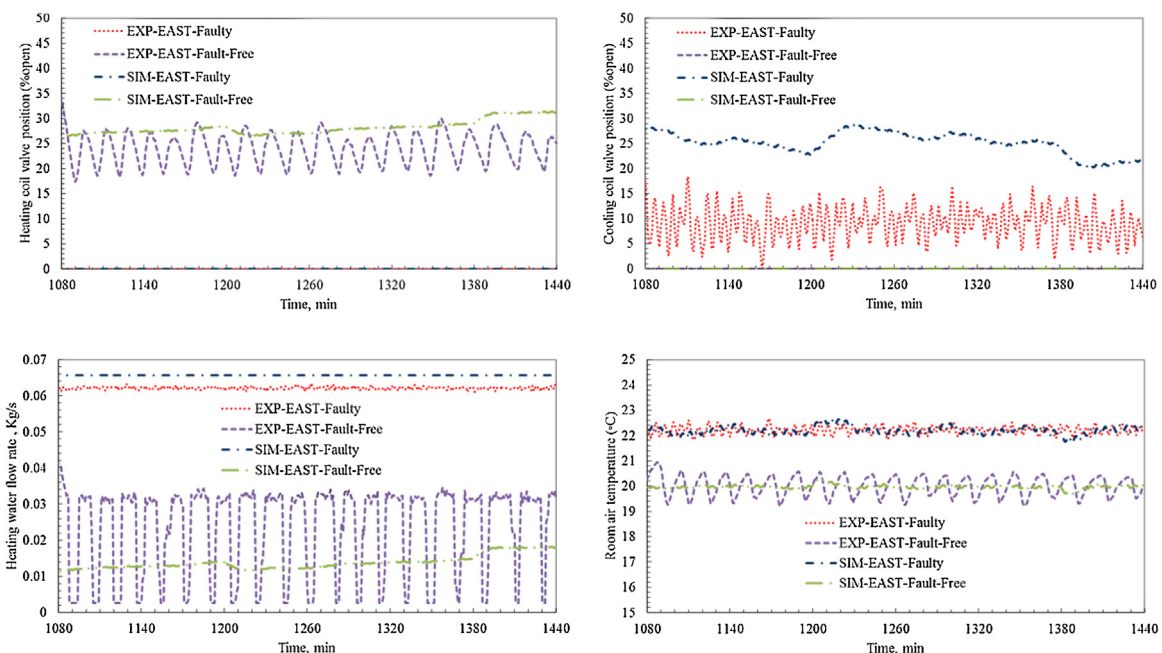 Heating coil valve position (%open)
50
45
40
35
30
25
20
15
10
5
0
EXP-EAST-Faulty
EXP-EAST-Fault-Free
SIM-EAST-Faulty
SIM-EAST-Fault-Free
1080 1140 1200 1260 1320 1380 1440
Time, min
Cooling coil valve position (%open)
50
45
40
35
30
25
20
15
10
5
0
EXP-EAST-Faulty
EXP-EAST-Fault-Free
SIM-EAST-Faulty
SIM-EAST-Fault-Free
1080 1140 1200 1260 1320 1380 1440
Time, min
Heating water flow rate , Kg/s
0.07
0.06
0.05
0.04
0.03
0.02
0.01
0
EXP-EAST-Faulty
EXP-EAST-Fault-Free
SIM-EAST-Faulty
SIM-EAST-Fault-Free
1080 1140 1200 1260 1320 1380 1440
Time, min
Room air temperature (◦C)
25
24
23
22
21
20
19
18
17
16
15
EXP-EAST-Faulty
EXP-EAST-Fault-Free
SIM-EAST-Faulty
SIM-EAST-Fault-Free
1080 1140 1200 1260 1320 1380 1440
Time, min